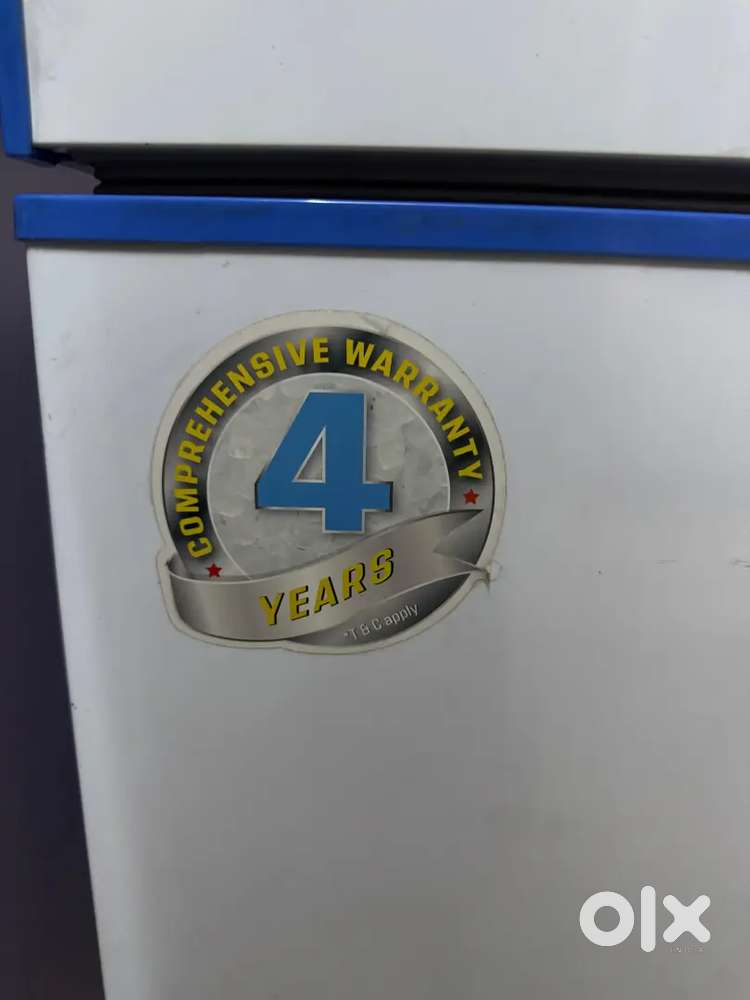 COMPREHENSIVE WARRANTY
4
YEARS
*T & C apply
olx